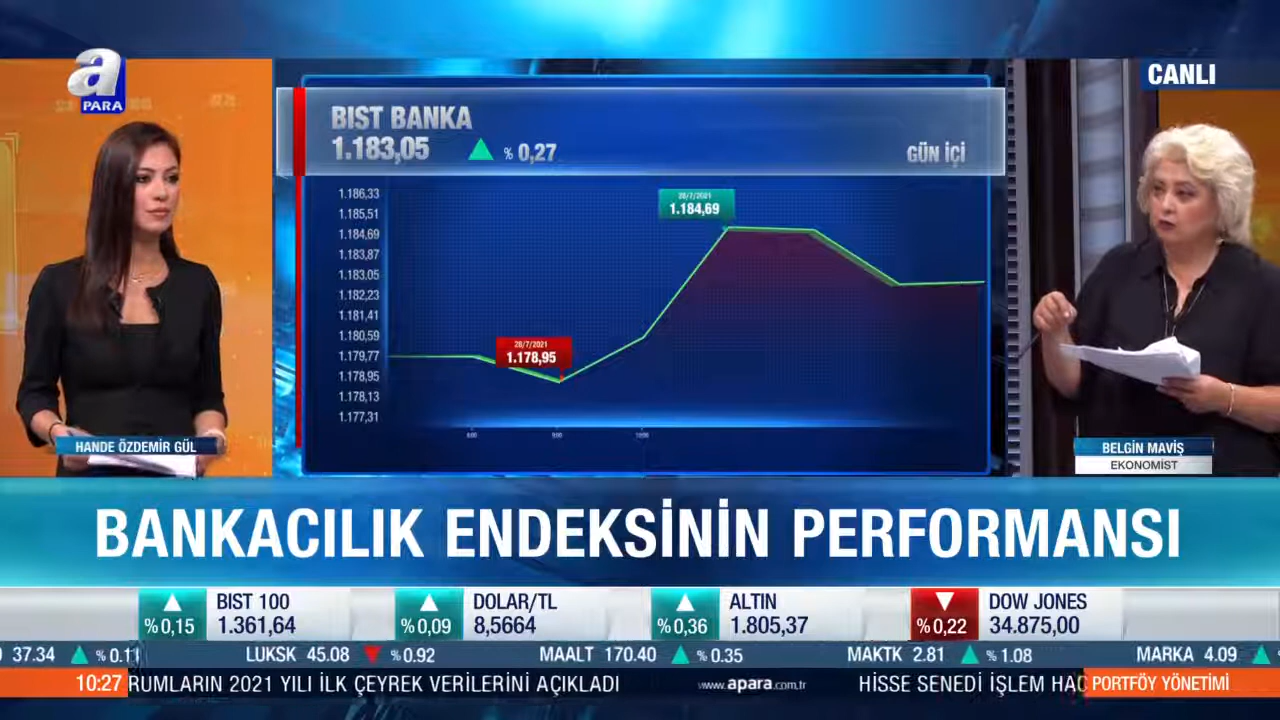 a
PARA
CANLI
BIST BANKA
1.183,05 % 0,27
GÜN İÇİ
1.186,33
1.185,51
1.184,69
1.183,87
1.183,05
1.182,23
1.181,41
1.180,59
1.179,77
1.178,95
1.178,13
1.177,31
28/7/2021
1.184,69
28/7/2021
1.178,95
9:00
10:00
HANDE ÖZDEMİR GÜL
BELGİN MAVİŞ
EKONOMİST
BANKACILIK ENDEKSİNİN PERFORMANSI
% 0,15 BIST 100 1.361,64
% 0,09 DOLAR/TL 8,5664
% 0,36 ALTIN 1.805,37
% 0,22 DOW JONES 34.875,00
37.34 % 0.11 LUKSK 45.08 % 0.92 MAALT 170.40 % 0.35 MAKTK 2.81 % 1.08 MARKA 4.09
10:27 RUMLARIN 2021 YILI İLK ÇEYREK VERİLERİNİ AÇIKLADI www.apara.com.tr HİSSE SENEDİ İŞLEM HAC PORTFÖY YÖNETİMİ